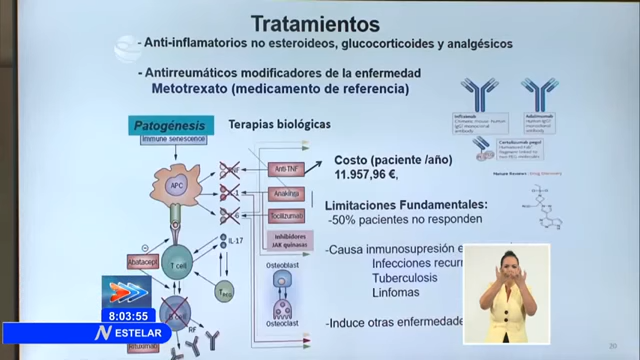 Tratamientos
- Anti-inflamatorios no esteroideos, glucocorticoides y analgésicos
- Antirreumáticos modificadores de la enfermedad
Metotrexato (medicamento de referencia)
Patogénesis
Immune senescence
Terapias biológicas
Infliximab
Adalimumab
Certolizumab pegol
APC
Anti-TNF
Anakinra
Tocilizumab
Inhibidores
JAK quinasas
IL-17
Abatacept
T cell
Osteoblast
Osteoclast
RF
Rituximab
Costo (paciente /año)
11.957,96 €,
Limitaciones Fundamentales:
-50% pacientes no responden
-Causa inmunosupresión e
Infecciones recur
Tuberculosis
Linfomas
-Induce otras enfermedade
8:03:55
N ESTELAR
20